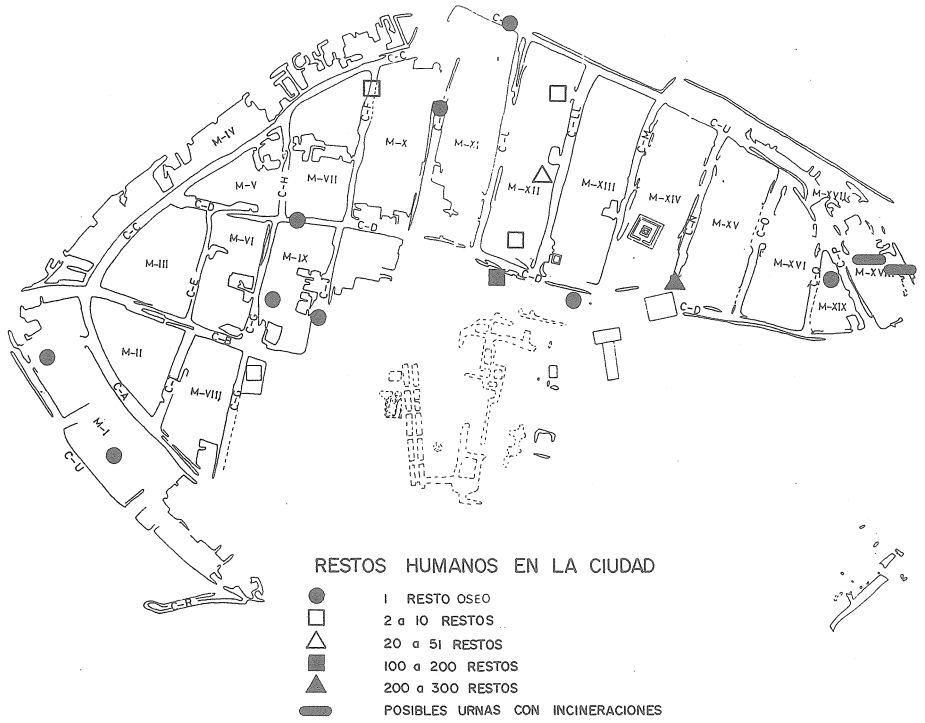 C-C
C-U
M-IV
C-F
C-I
C-L
C-LL
C-M
M-X
M-XI
M-VII
M-V
C-H
M-XII
M-XIII
M-XIV
M-XVII
C-D
C-D
C-C
M-VI
M-IX
M-III
C-N
M-XV
C-O
C-P
M-XVI
C-Q
M-XIX
C-E
C-J
C-D
C-D
C-G
C-B
M-II
C-A
M-VIII
C-G
M-I
C-U
C-R
RESTOS HUMANOS EN LA CIUDAD
1 RESTO OSEO
2 a 10 RESTOS
20 a 51 RESTOS
100 a 200 RESTOS
200 a 300 RESTOS
POSIBLES URNAS CON INCINERACIONES